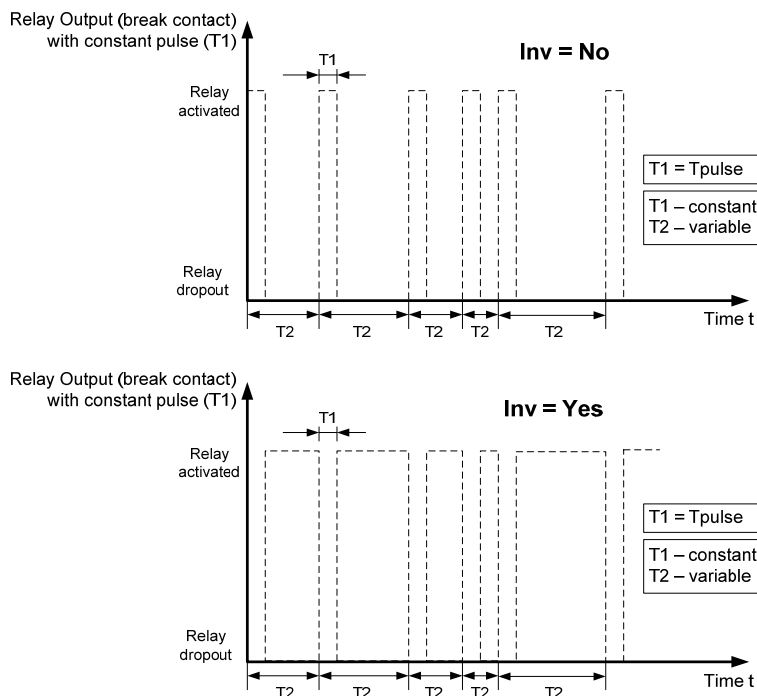 Relay Output (break contact)
with constant pulse (T1)
Inv = No
T1
Relay
activated
T1 = Tpulse
T1 – constant
T2 – variable
Relay
dropout
Time t
T2 T2 T2 T2 T2
Relay Output (break contact)
with constant pulse (T1)
Inv = Yes
T1
Relay
activated
T1 = Tpulse
T1 – constant
T2 – variable
Relay
dropout
Time t
T2 T2 T2 T2 T2